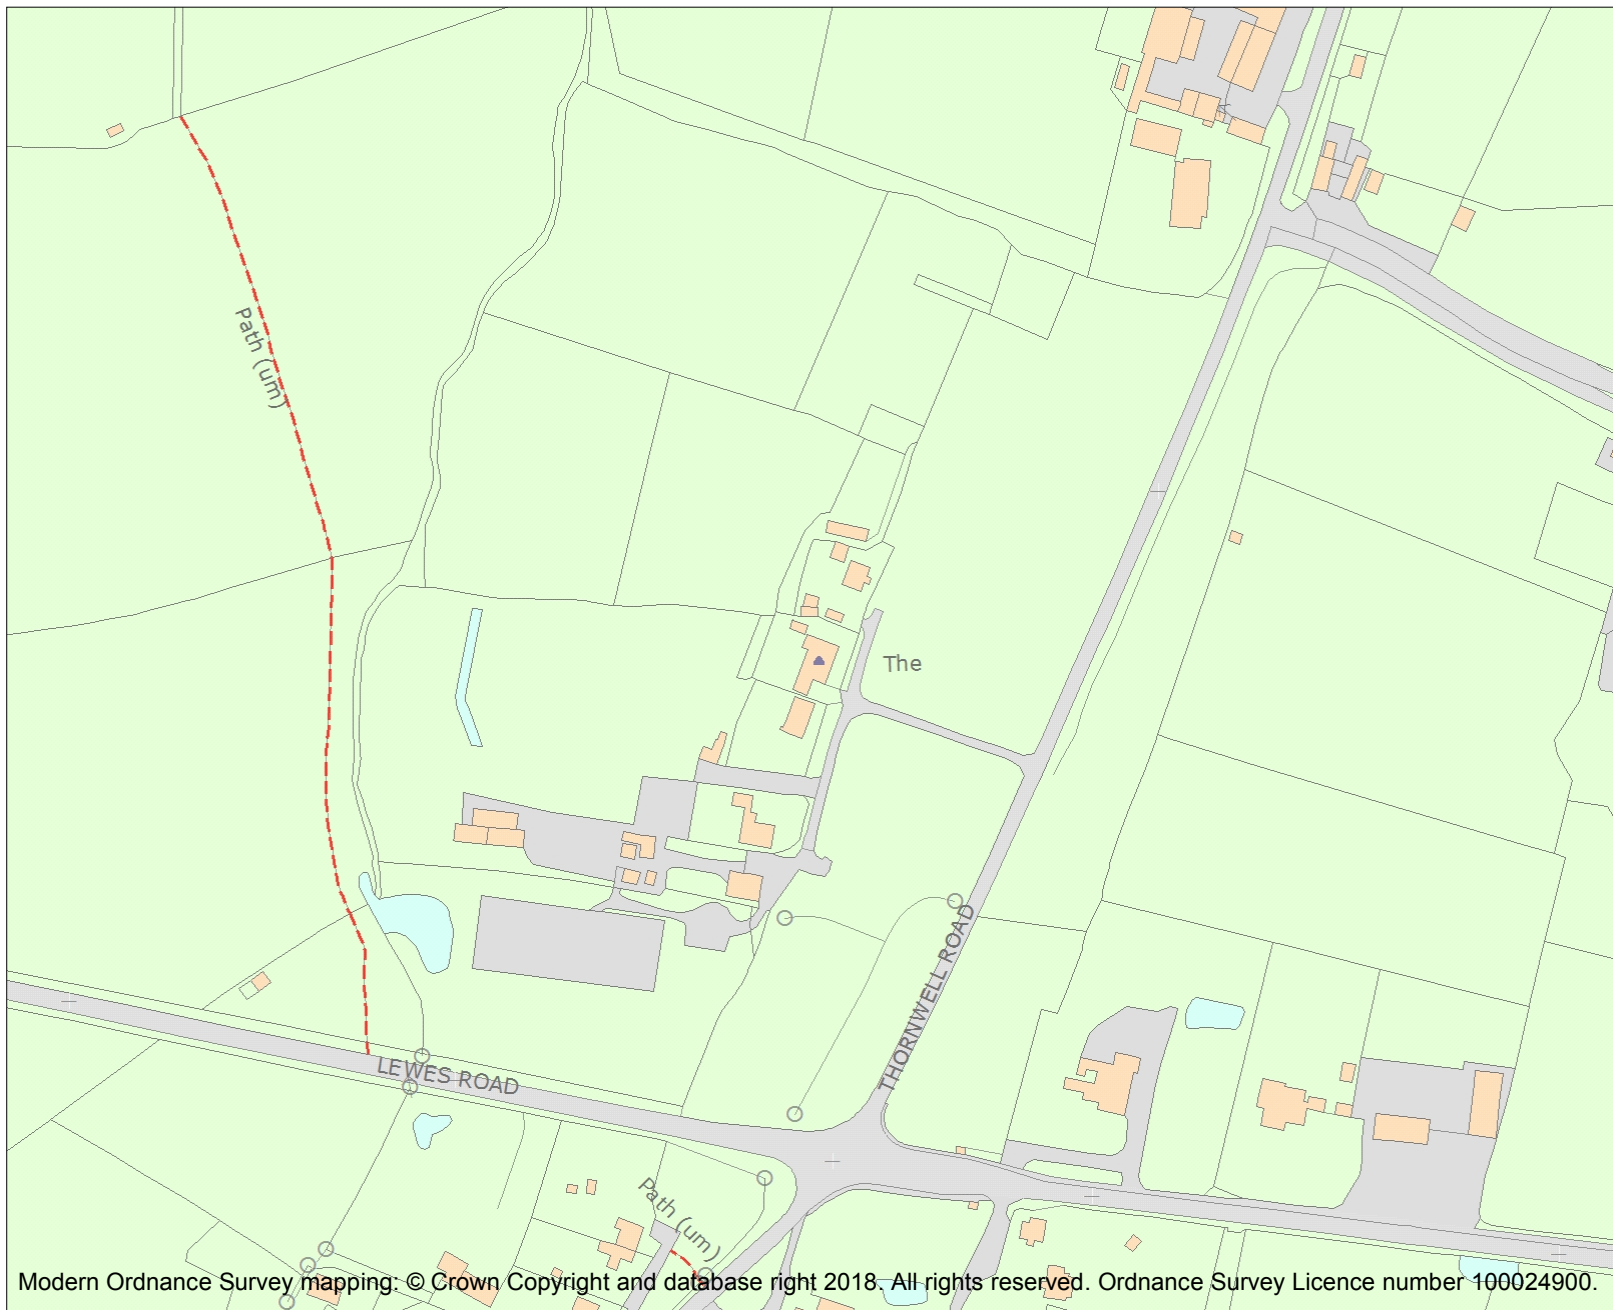 Path (um)
The
THORNWELL ROAD
LEWES ROAD
Path (um)
Modern Ordnance Survey mapping: © Crown Copyright and database right 2018. All rights reserved. Ordnance Survey Licence number 100024900.